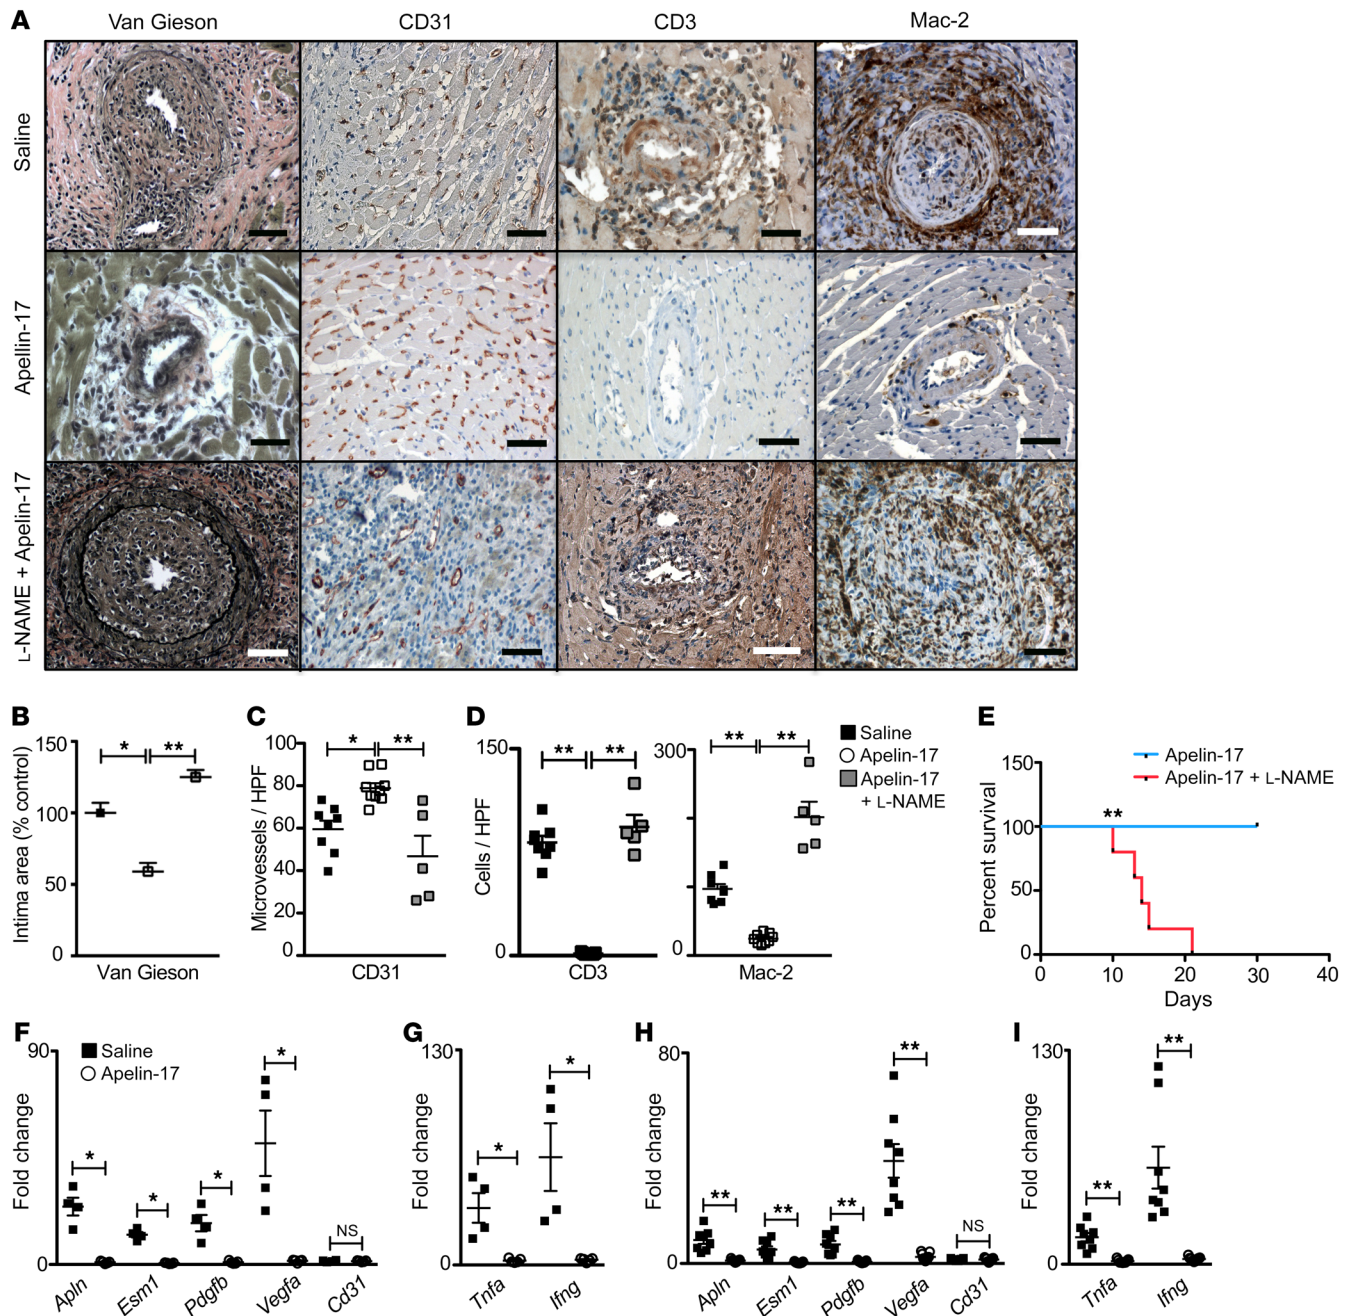 A
Van Gieson
CD31
CD3
Mac-2
Saline
Apellin-17
L-NAME + Apelin-17
B
150
100
50
0
Intima area (% control)
*
**
Van Gieson
C
100
80
60
40
20
0
Microvessels / HPF
*
**
CD31
D
150
0
Cells / HPF
**
**
CD3
300
0
**
**
Mac-2
Saline
Apelin-17
Apelin-17
+ L-NAME
E
Apelin-17
Apelin-17 + L-NAME
150
100
50
0
Percent survival
**
0
10
20
30
40
Days
F
Saline
Apelin-17
90
0
Fold change
*
*
*
*
NS
Apln
Esm1
Pdgfb
Vegfa
Cd31
G
130
0
Fold change
*
*
Tnfa
Ifng
H
80
0
Fold change
**
**
**
**
NS
Apln
Esm1
Pdgfb
Vegfa
Cd31
I
130
0
Fold change
**
**
Tnfa
Ifng